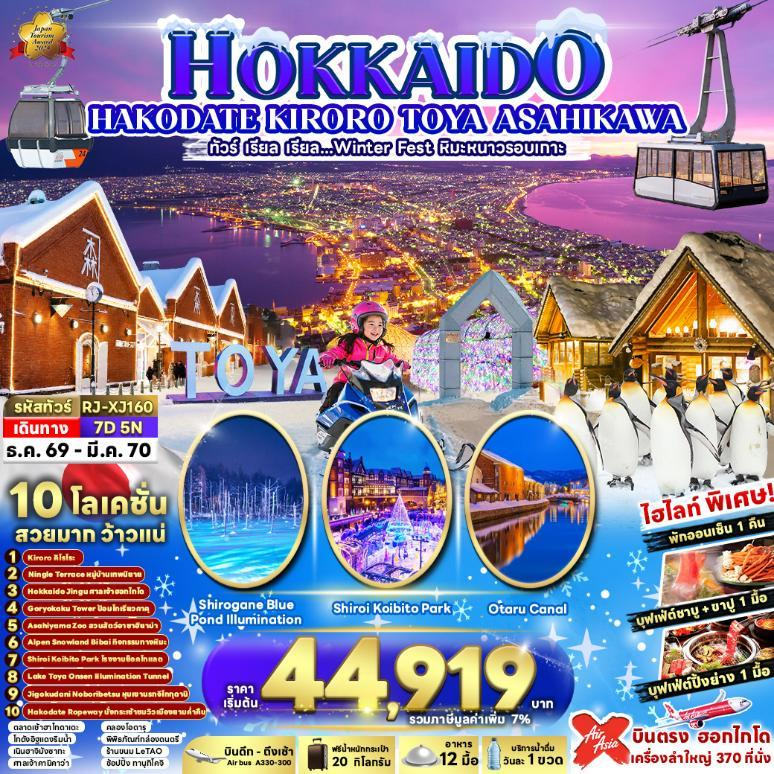 Japan
Tourism
Award
HOKKAIDO
HAKODATE KIRORO TOYA ASAHIKAWA
ทัวร์ เรียล เรียล...Winter Fest หิมะหนาวรอบเกาะ
24
森
TOYA
รหัสทัวร์ RJ-XJ160
เดินทาง 7D 5N
ธ.ค. 69 - มี.ค. 70
10 โลเคชั่น
สวยมาก ว้าวแน่
1 Kiroro คิโรโระ
2 Ningle Terrace หมู่บ้านเทพนิยาย
3 Hokkaido Jingu ศาลเจ้าฮอกไกโด
4 Goryokaku Tower ป้อมโกเรียวคาคุ
5 Asahiyama Zoo สวนสัตว์อาซาฮิยาม่า
6 Alpen Snowland Bibai กิจกรรมทางหิมะ
7 Shiroi Koibito Park โรงงานช็อกโกแลต
8 Lake Toya Onsen Illumination Tunnel
9 Jigokudani Noboribetsu หุบเขานรกจิโกกุดานิ
10 Hakodate Ropeway นั่งกระเช้าชมวิวเมืองยามค่ำคืน
ตลาดเช้าฮาโกดาเตะ คลองโอตารุ
โกดังอิฐแดงริมน้ำ พิพิธภัณฑ์กล่องดนตรี
เนินฮาจิมังซากะ ร้านขนม LeTAO
ศาลเจ้าคามิคาว่า ช้อปปิ้ง ทานุกิโคจิ
Shirogane Blue
Pond Illumination
Shiroi Koibito Park
Otaru Canal
ไฮไลท์ พิเศษ!
พักออนเซ็น 1 คืน
บุฟเฟ่ต์ชาบู + ขาปู 1 มื้อ
บุฟเฟ่ต์ปิ้งย่าง 1 มื้อ
ราคา
เริ่มต้น
44,919
บาท
รวมภาษีมูลค่าเพิ่ม 7%
บินดึก - ถึงเช้า
Air bus A330-300
ฟรีน้ำหนักกระเป๋า
20 กิโลกรัม
อาหาร
12 มื้อ
บริการน้ำดื่ม
วันละ 1 ขวด
Air
Asia
บินตรง ฮอกไกโด
เครื่องลำใหญ่ 370 ที่นั่ง